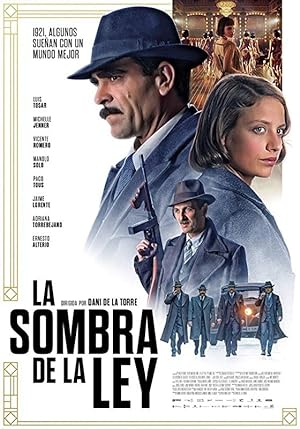 1921, ALGUNOS
SUEÑAN CON UN
MUNDO MEJOR
LUIS
TOSAR
MICHELLE
JENNER
VICENTE
ROMERO
MANOLO
SOLO
PACO
TOUS
JAIME
LORENTE
ADRIANA
TORREBEJANO
ERNESTO
ALTERIO
LA
DIRIGIDA POR DANI DE LA TORRE
SOMBRA
DE LA
LEY